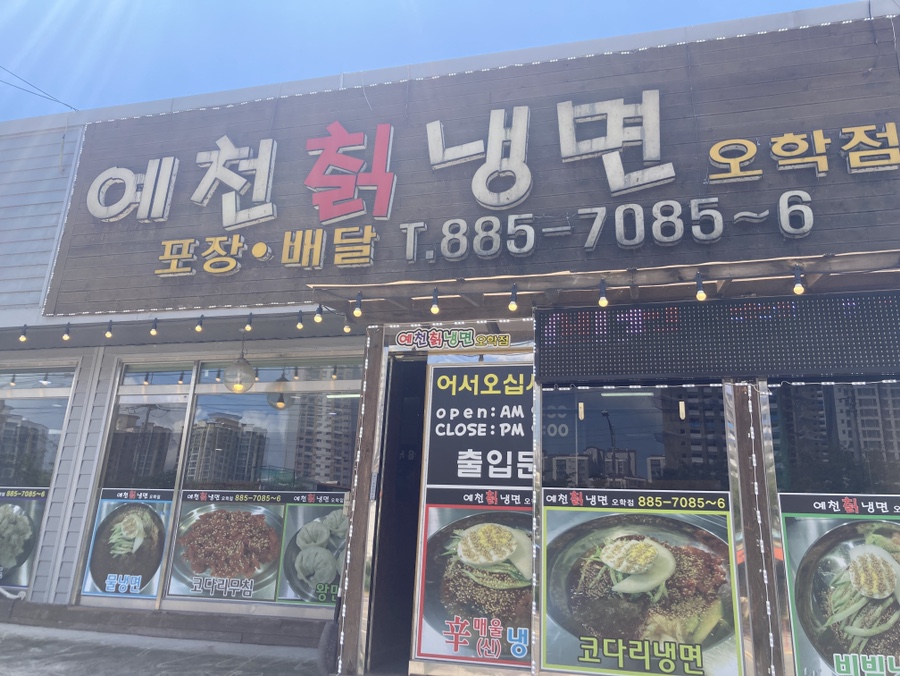 예천칡냉면 오학점
포장·배달 T.885-7085~6
예천칡냉면 오학점
어서오십
open: AM
CLOSE: PM :00
출입문
885-7085~6
예천칡냉면 오학점 885-7085~6
예천칡냉면 오학점
예천칡냉면
예천칡냉면 오학점 885-7085~6
예천칡냉면
물냉면
코다리무침
왕만
辛매울(신)냉
코다리냉면
비빔냉